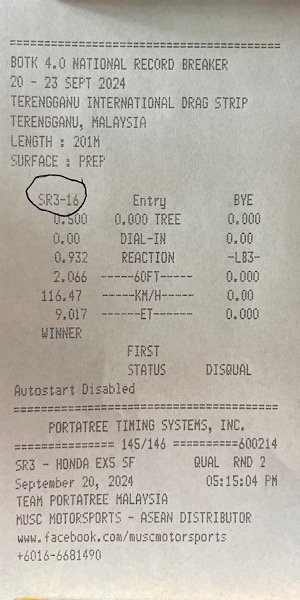 ================================
BOTK 4.0 NATIONAL RECORD BREAKER
20 - 23 SEPT 2024
TERENGGANU INTERNATIONAL DRAG STRIP
TERENGGANU, MALAYSIA
LENGTH : 201M
SURFACE : PREP
SR3-16 Entry BYE
0.500 0.000 TREE 0.000
0.00 DIAL-IN 0.00
0.932 REACTION -LB3-
2.066 ------60FT------ 0.000
116.47 ------KM/H------ 0.00
9.017 ------ET------ 0.000
WINNER
FIRST
STATUS DISQUAL
Autostart Disabled
================================
PORTATREE TIMING SYSTEMS, INC.
=============== 145/146 ==========600214
SR3 - HONDA EX5 SF QUAL RND 2
September 20, 2024 05:15:04 PM
TEAM PORTATREE MALAYSIA
MUSC MOTORSPORTS - ASEAN DISTRIBUTOR
www.facebook.com/muscmotorsports
+6016-6681490